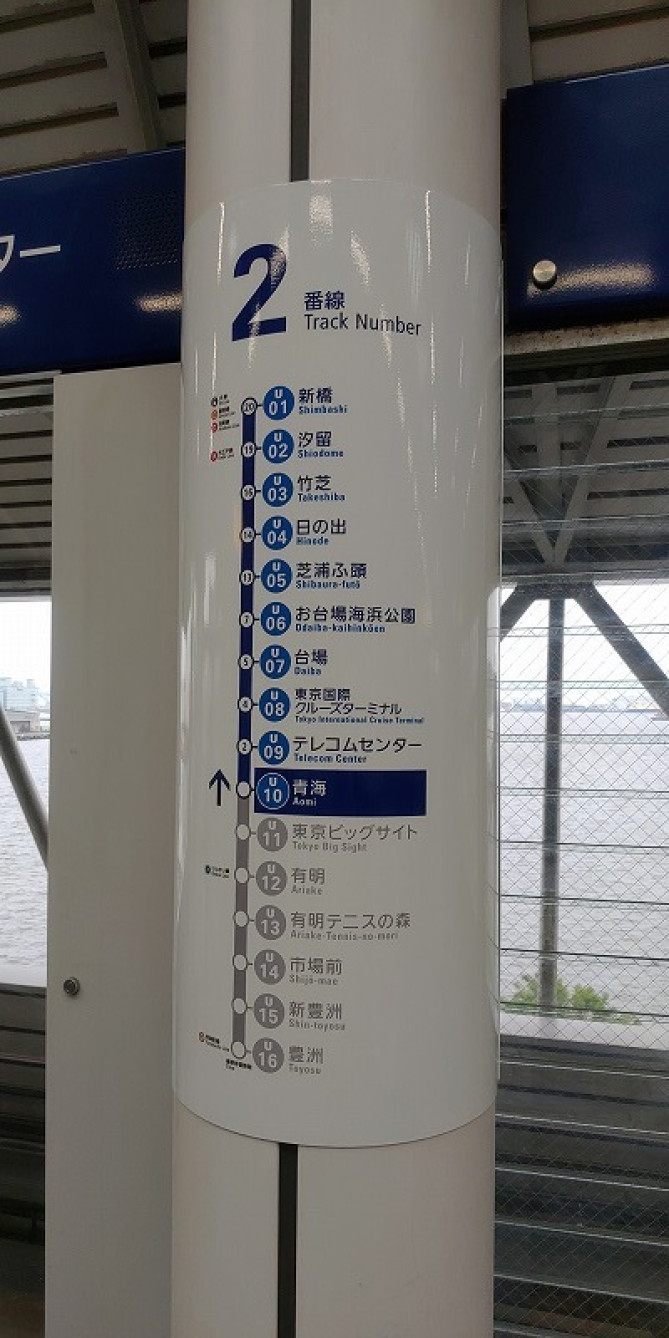 ター
2
番線
Track Number
20 U 01 新橋
Shimbashi
19 U 02 汐留
Shiodome
16 U 03 竹芝
Takeshiba
14 U 04 日の出
Hinode
13 U 05 芝浦ふ頭
Shibaura-futō
7 U 06 お台場海浜公園
Odaiba-kaihinkōen
5 U 07 台場
Daiba
4 U 08 東京国際
クルーズターミナル
Tokyo International Cruise Terminal
2 U 09 テレコムセンター
Telecom Center
U 10 青海
Aomi
U 11 東京ビッグサイト
Tokyo Big Sight
U 12 有明
Ariake
U 13 有明テニスの森
Ariake-Tennis-no-mori
U 14 市場前
Shijō-mae
U 15 新豊洲
Shin-toyosu
U 16 豊洲
Toyosu